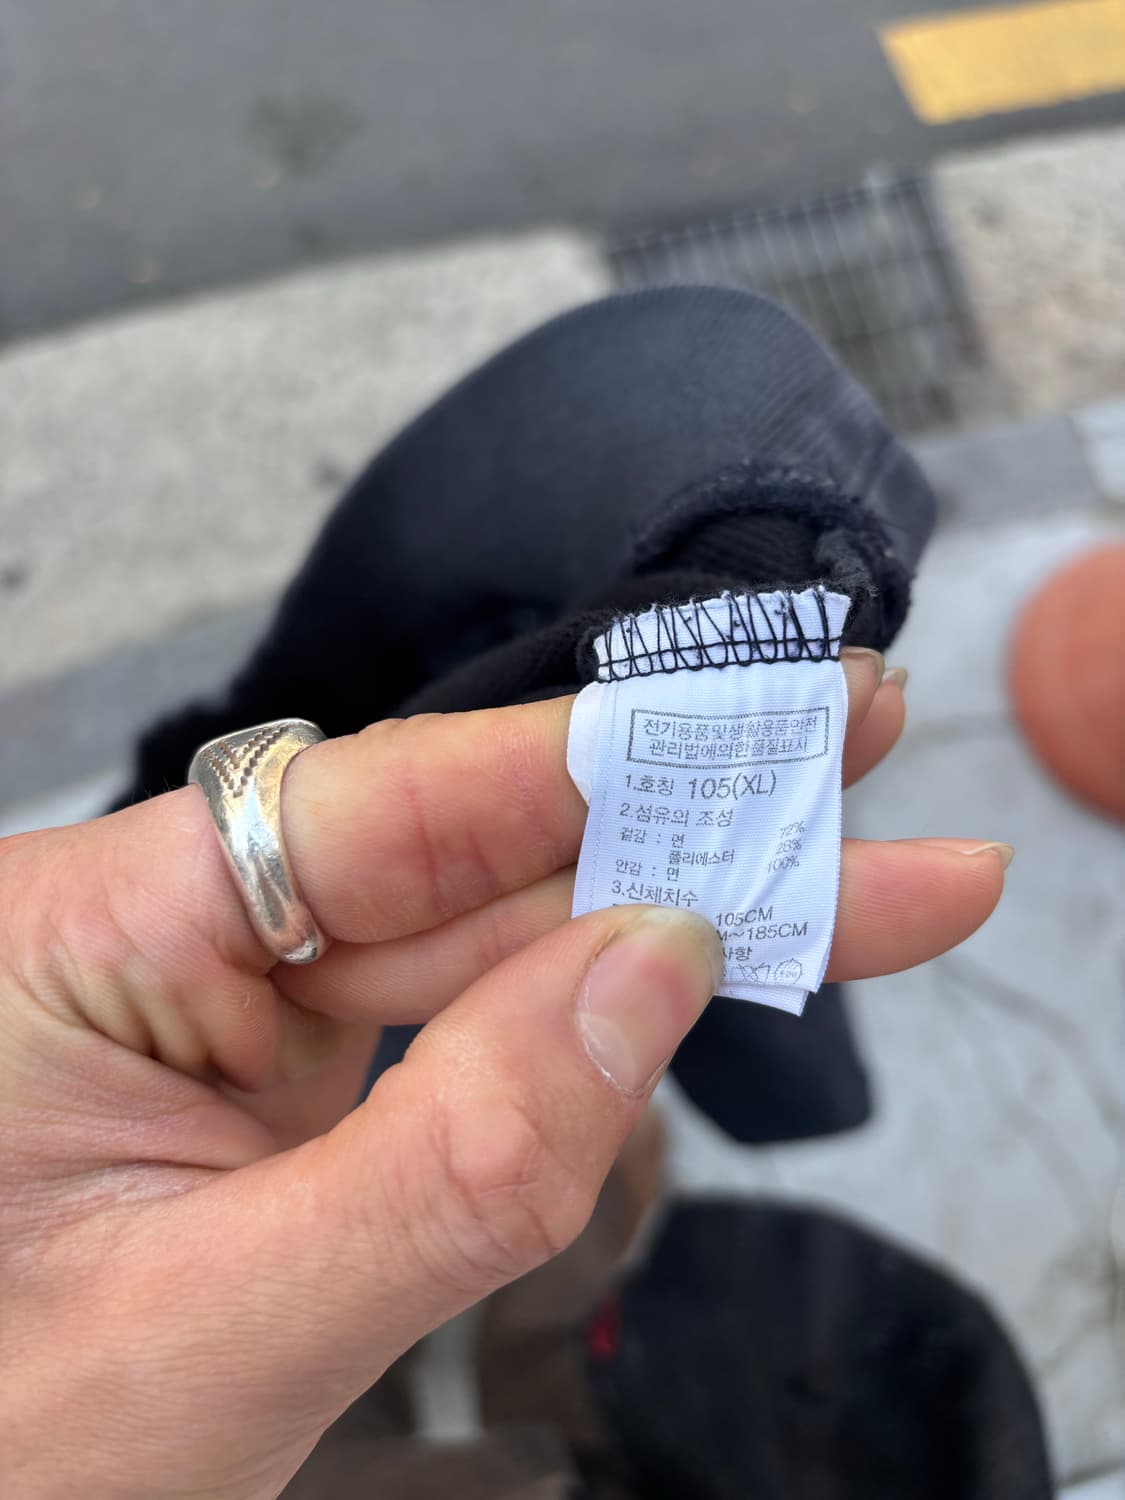 전기용품및생활용품안전
관리법에의한품질표시
1.호칭 105(XL)
2.섬유의 조성
겉감 : 면 72%
폴리에스터 28%
안감 : 면 100%
3.신체치수
105CM
M~185CM
사항